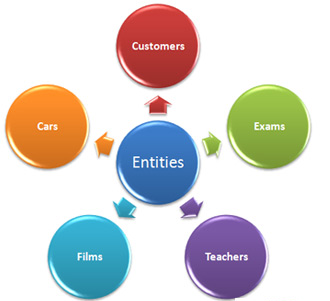 Customers
Cars
Exams
Entities
Films
Teachers